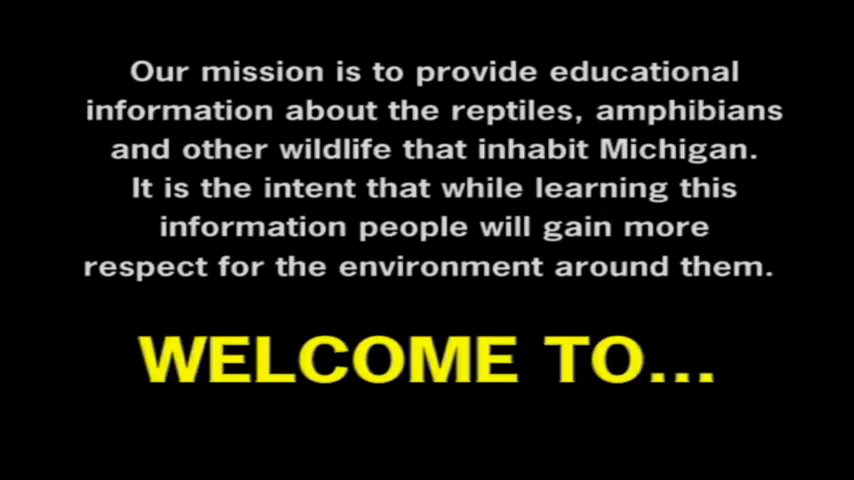 Our mission is to provide educational
information about the reptiles, amphibians
and other wildlife that inhabit Michigan.
It is the intent that while learning this
information people will gain more
respect for the environment around them.
WELCOME TO...